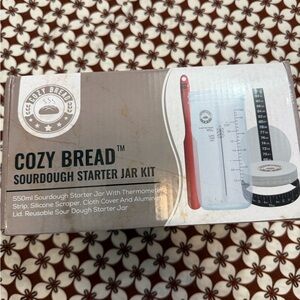 COZY BREAD
COZY BREAD™
SOURDOUGH STARTER JAR KIT
550ml Sourdough Starter Jar With Thermometer
Strip, Silicone Scraper, Cloth Cover And Aluminum
Lid. Reusable Sour Dough Starter Jar